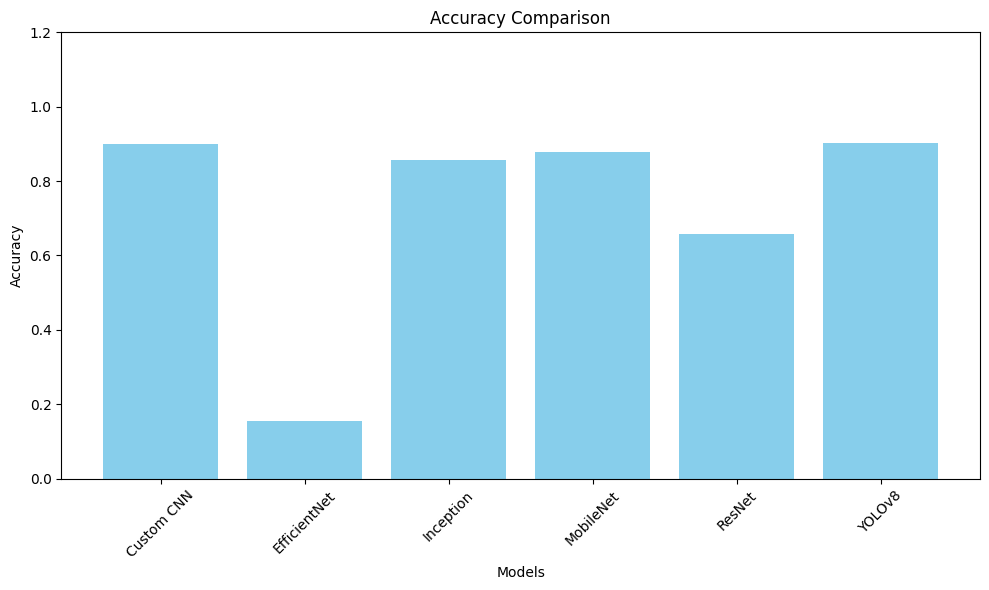 Accuracy Comparison
1.2
1.0
0.8
0.6
0.4
0.2
0.0
Accuracy
Custom CNN
EfficientNet
Inception
MobileNet
ResNet
YOLOv8
Models